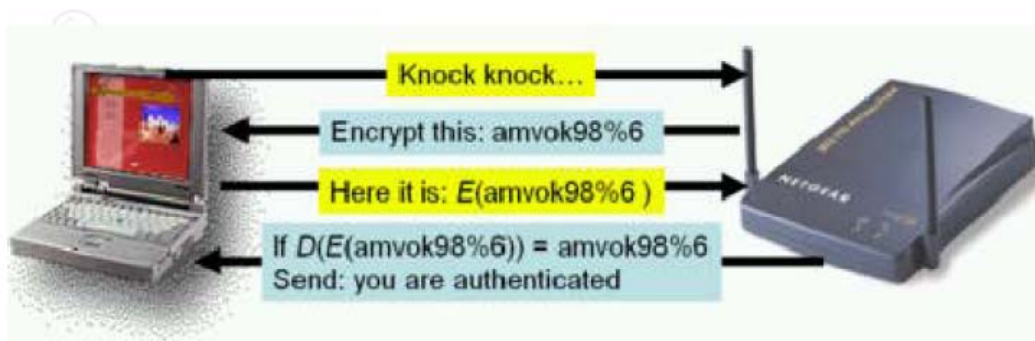 Knock knock…
Encrypt this: amvok98%6
Here it is: E(amvok98%6 )
If D(E(amvok98%6)) = amvok98%6
Send: you are authenticated
NETGEAR